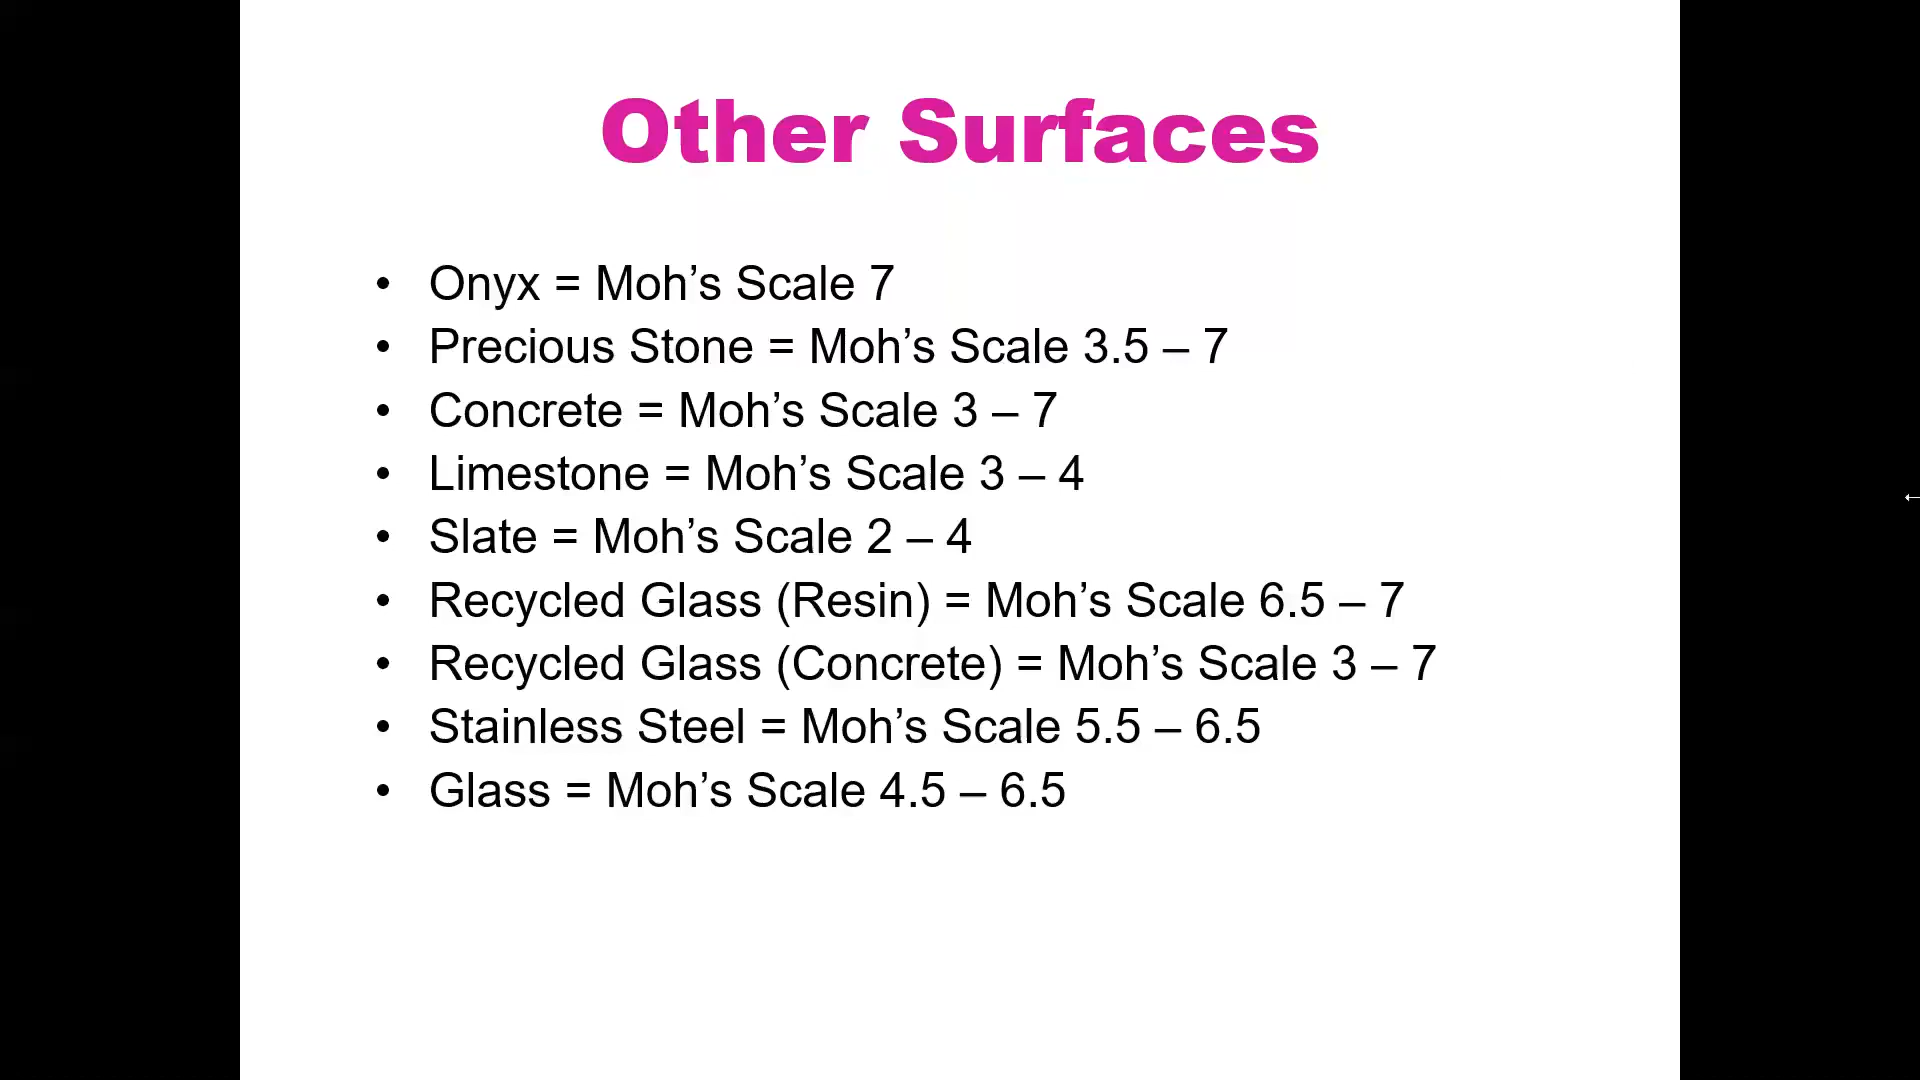 Other Surfaces
• Onyx = Moh’s Scale 7
• Precious Stone = Moh’s Scale 3.5 – 7
• Concrete = Moh’s Scale 3 – 7
• Limestone = Moh’s Scale 3 – 4
• Slate = Moh’s Scale 2 – 4
• Recycled Glass (Resin) = Moh’s Scale 6.5 – 7
• Recycled Glass (Concrete) = Moh’s Scale 3 – 7
• Stainless Steel = Moh’s Scale 5.5 – 6.5
• Glass = Moh’s Scale 4.5 – 6.5